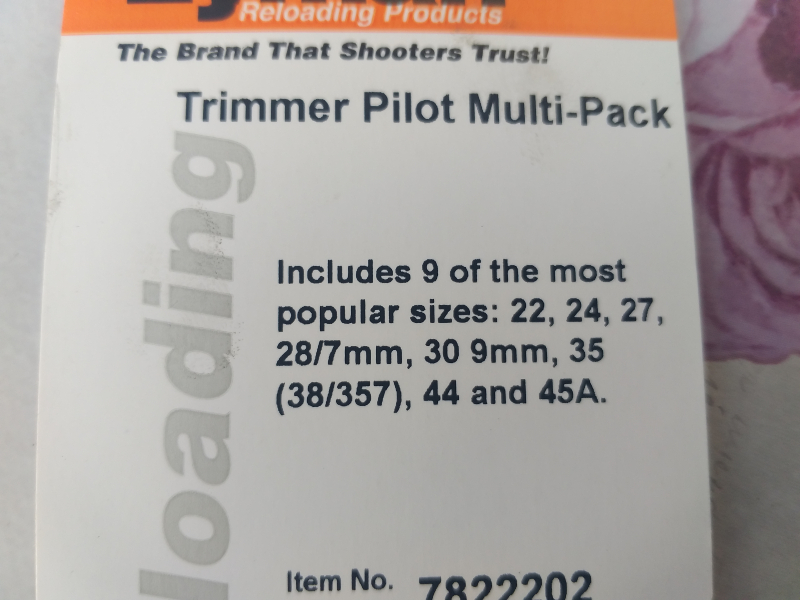 Reloading Products
The Brand That Shooters Trust!
Trimmer Pilot Multi-Pack
loading
Includes 9 of the most
popular sizes: 22, 24, 27,
28/7mm, 30 9mm, 35
(38/357), 44 and 45A.
Item No. 7822202